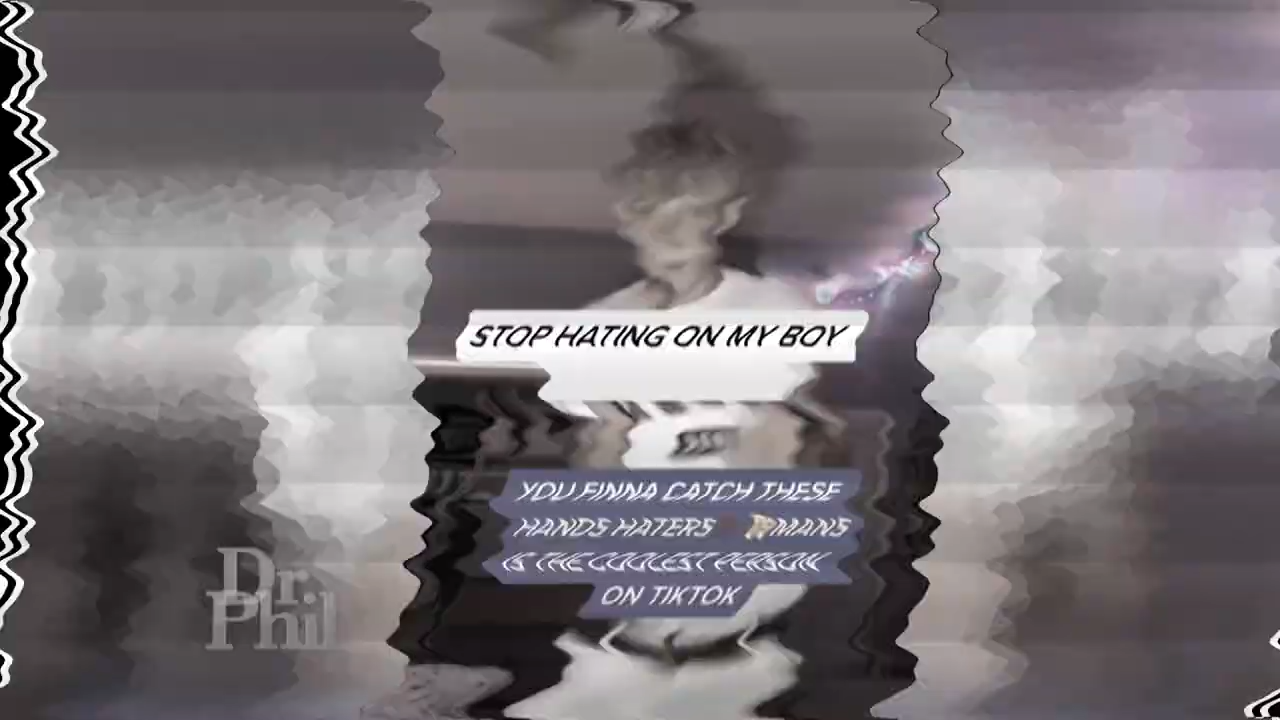 STOP HATING ON MY BOY
YOU FINNA CATCH THESE
HANDS HATERS MANS
IS THE COOLEST PERSON
ON TIKTOK
Dr.
Phil